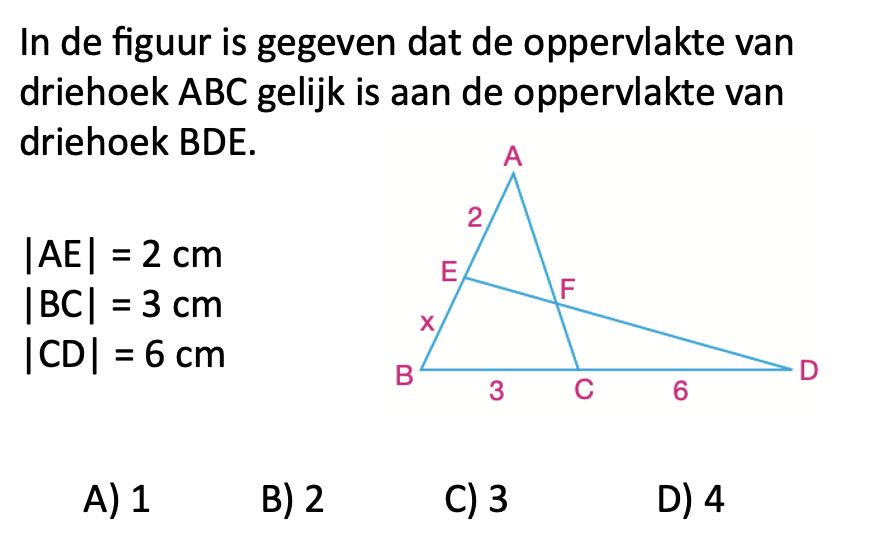 In de figuur is gegeven dat de oppervlakte van
driehoek ABC gelijk is aan de oppervlakte van
driehoek BDE.
A
2
|AE| = 2 cm
E
F
|BC| = 3 cm
x
|CD| = 6 cm
B
D
3
C
6
A) 1 B) 2 C) 3 D) 4